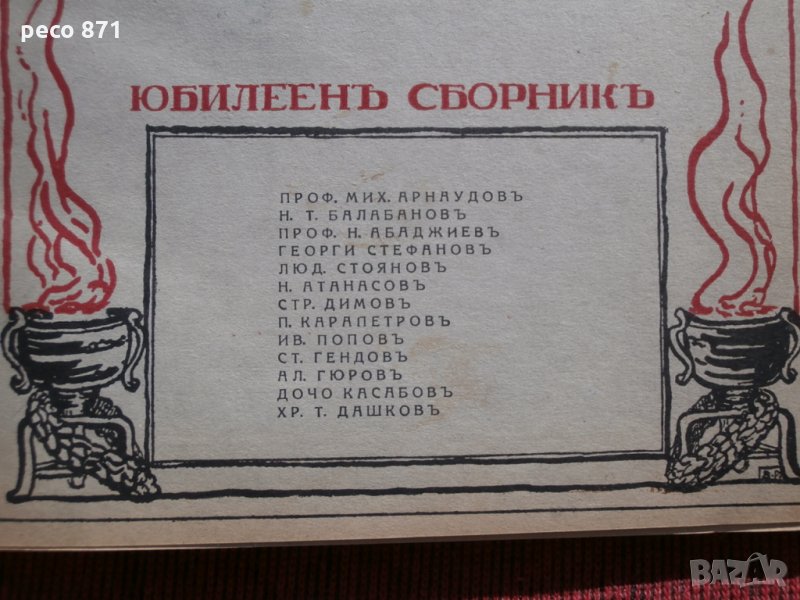 peco 871
ЮБИЛЕЕНЪ СБОРНИКЪ
ПРОФ. МИХ. АРНАУДОВЪ
Н. Т. БАЛАБАНОВЪ
ПРОФ. Н. АБАДЖИЕВЪ
ГЕОРГИ СТЕФАНОВЪ
ЛЮД. СТОЯНОВЪ
Н. АТАНАСОВЪ
СТР. ДИМОВЪ
П. КАРАПЕТРОВЪ
ИВ. ПОПОВЪ
СТ. ГЕНДОВЪ
АЛ. ГЮРОВЪ
ДОЧО КАСАБОВЪ
ХР. Т. ДАШКОВЪ
BAZAR